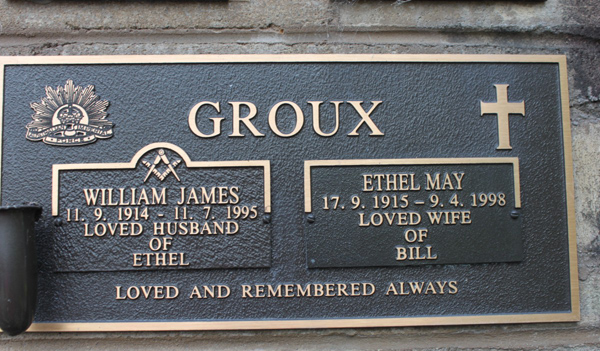 GROUX
WILLIAM JAMES
11. 9. 1914 - 11. 7. 1995
LOVED HUSBAND
OF
ETHEL
ETHEL MAY
17. 9. 1915 - 9. 4. 1998
LOVED WIFE
OF
BILL
LOVED AND REMEMBERED ALWAYS